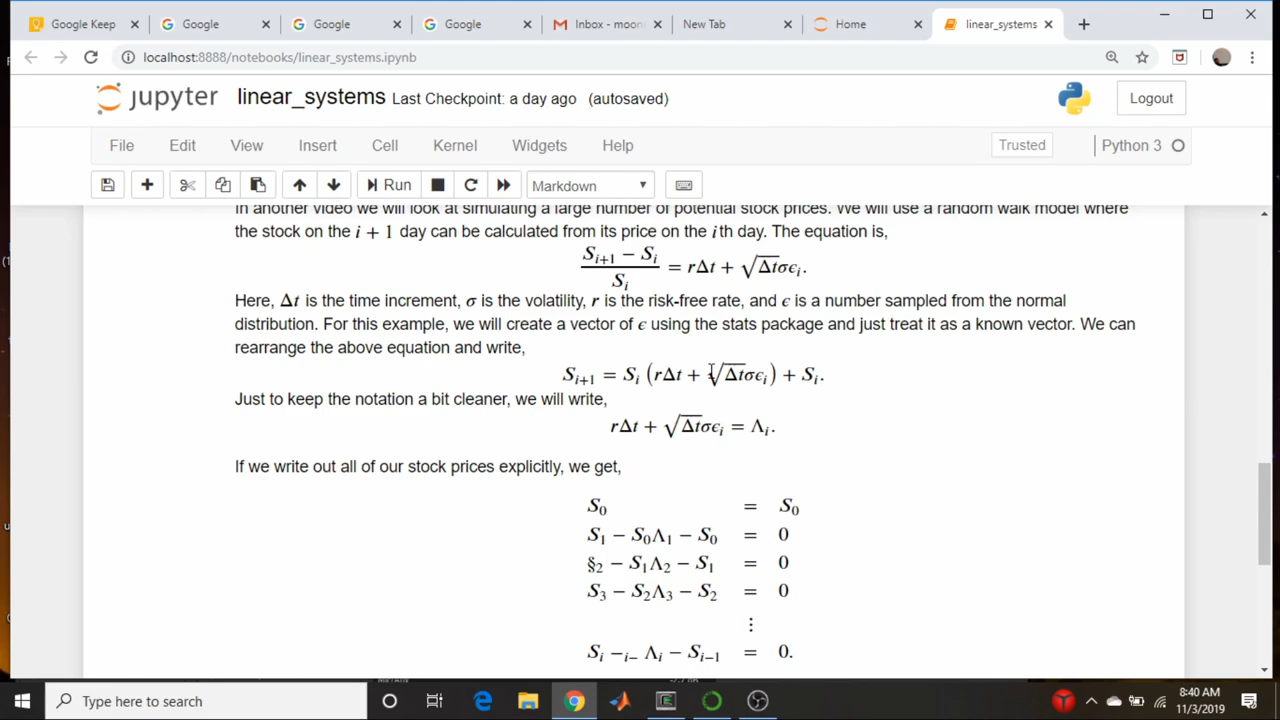 Google Keep Google Google Google Inbox - moon New Tab Home linear_systems
localhost:8888/notebooks/linear_systems.ipynb
jupyter linear_systems Last Checkpoint: a day ago (autosaved) Logout
File Edit View Insert Cell Kernel Widgets Help Trusted Python 3
Run Markdown
In another video we will look at simulating a large number of potential stock prices. We will use a random walk model where
the stock on the i + 1 day can be calculated from its price on the ith day. The equation is,
(S_{i+1} − S_i)/S_i = rΔt + √Δtσϵ_i.
Here, Δt is the time increment, σ is the volatility, r is the risk-free rate, and ϵ is a number sampled from the normal
distribution. For this example, we will create a vector of ϵ using the stats package and just treat it as a known vector. We can
rearrange the above equation and write,
S_{i+1} = S_i (rΔt + √Δtσϵ_i) + S_i.
Just to keep the notation a bit cleaner, we will write,
rΔt + √Δtσϵ_i = Λ_i.
If we write out all of our stock prices explicitly, we get,
S_0 = S_0
S_1 − S_0Λ_1 − S_0 = 0
§_2 − S_1Λ_2 − S_1 = 0
S_3 − S_2Λ_3 − S_2 = 0
⋮
S_i −_{i−} Λ_i − S_{i−1} = 0.
Type here to search
8:40 AM
11/3/2019